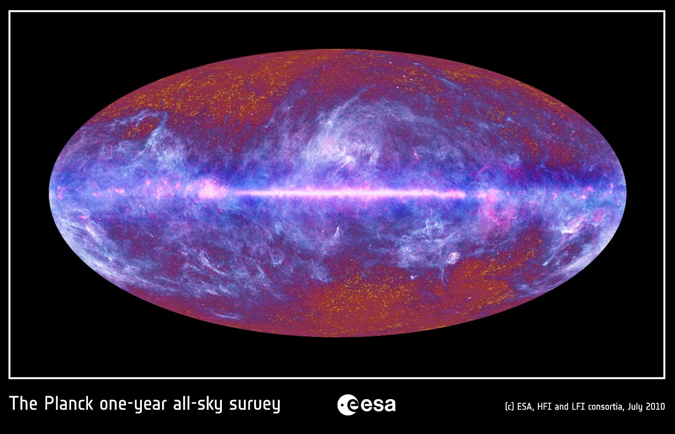 The Planck one-year all-sky survey
esa
(c) ESA, HFI and LFI consortia, July 2010